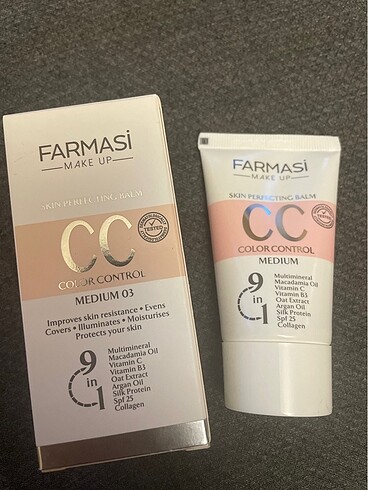 FARMASİ
MAKE UP
SKIN PERFECTING BALM
CC
COLOR CONTROL
MEDIUM 03
Improves skin resistance • Evens
Covers • Illuminates • Moisturises
Protects your skin
9 in 1
Multimineral
Macadamia Oil
Vitamin C
Vitamin B3
Oat Extract
Argan Oil
Silk Protein
Spf 25
Collagen
FARMASİ
MAKE UP
SKIN PERFECTING BALM
CC
COLOR CONTROL
MEDIUM
TESTED
9 in 1
Multimineral
Macadamia Oil
Vitamin C
Vitamin B3
Oat Extract
Argan Oil
Silk Protein
Spf 25
Collagen